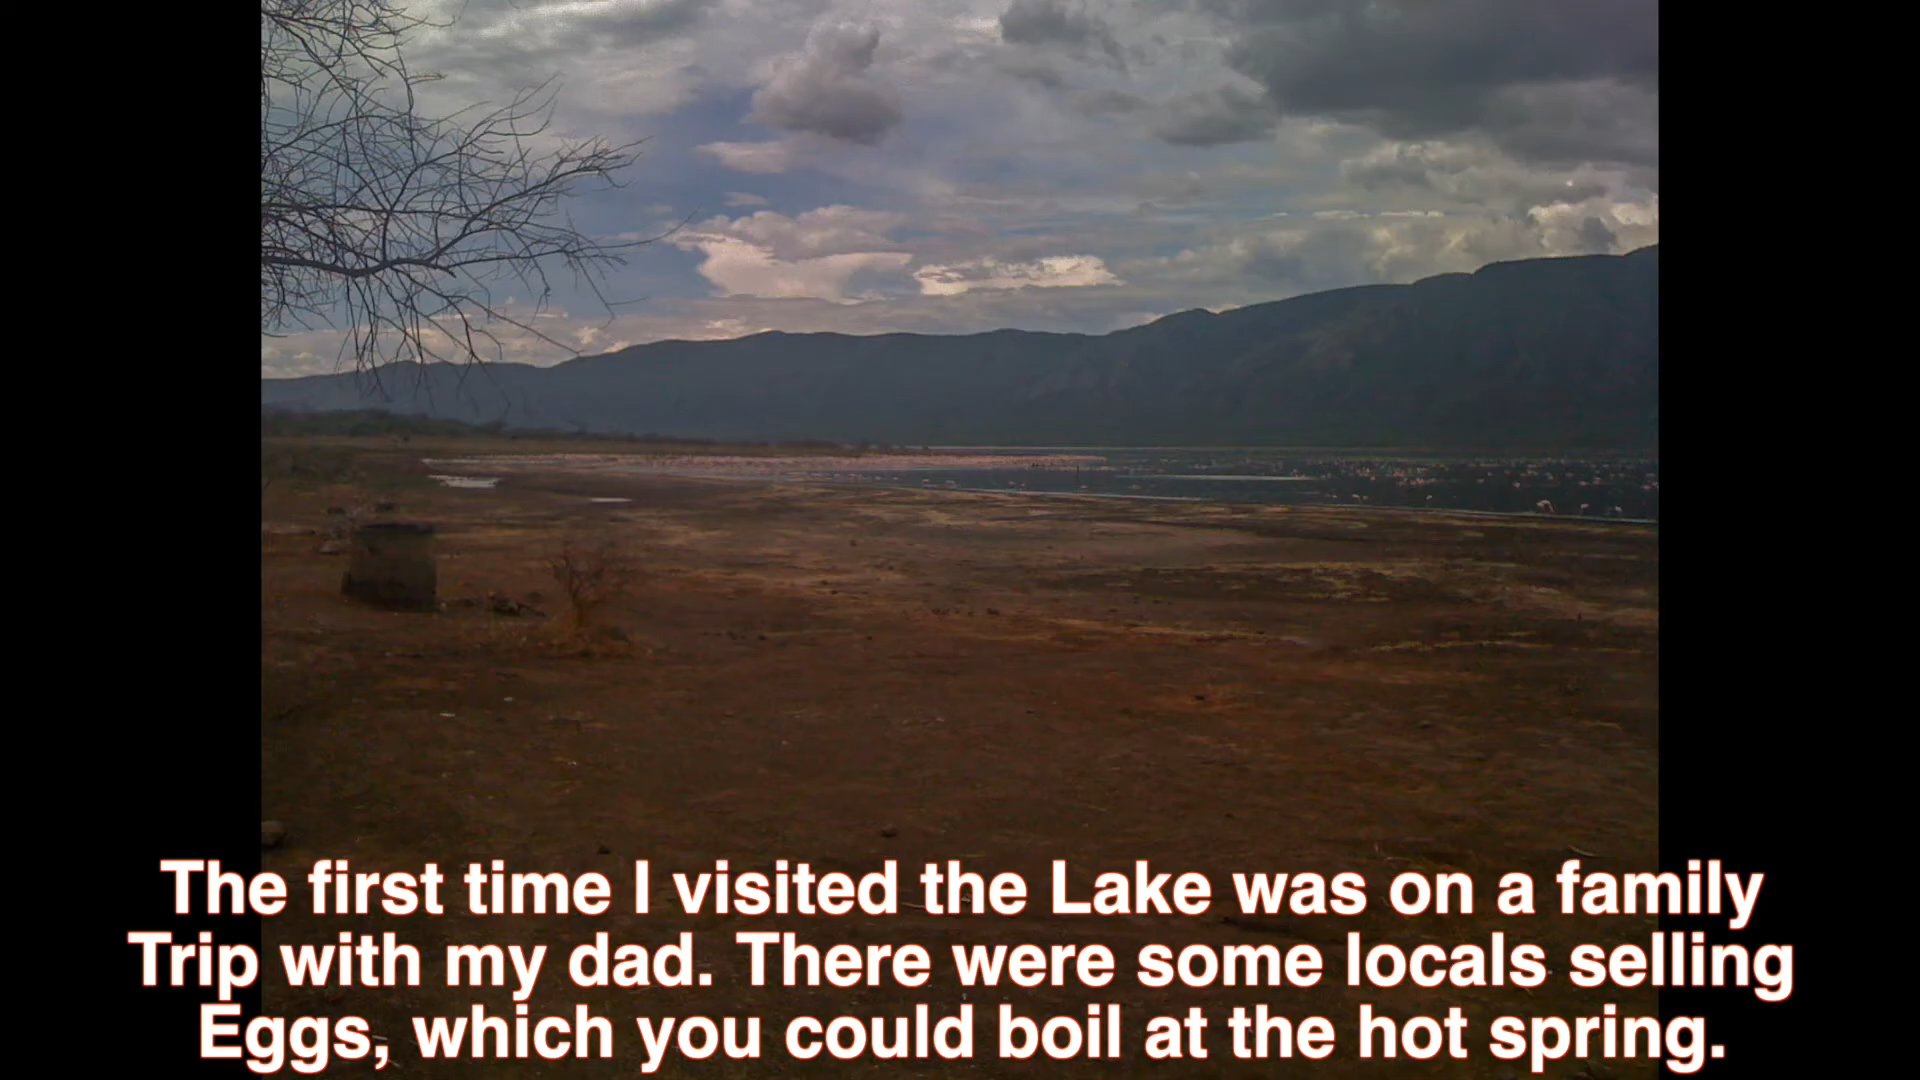 The first time I visited the Lake was on a family
Trip with my dad. There were some locals selling
Eggs, which you could boil at the hot spring.